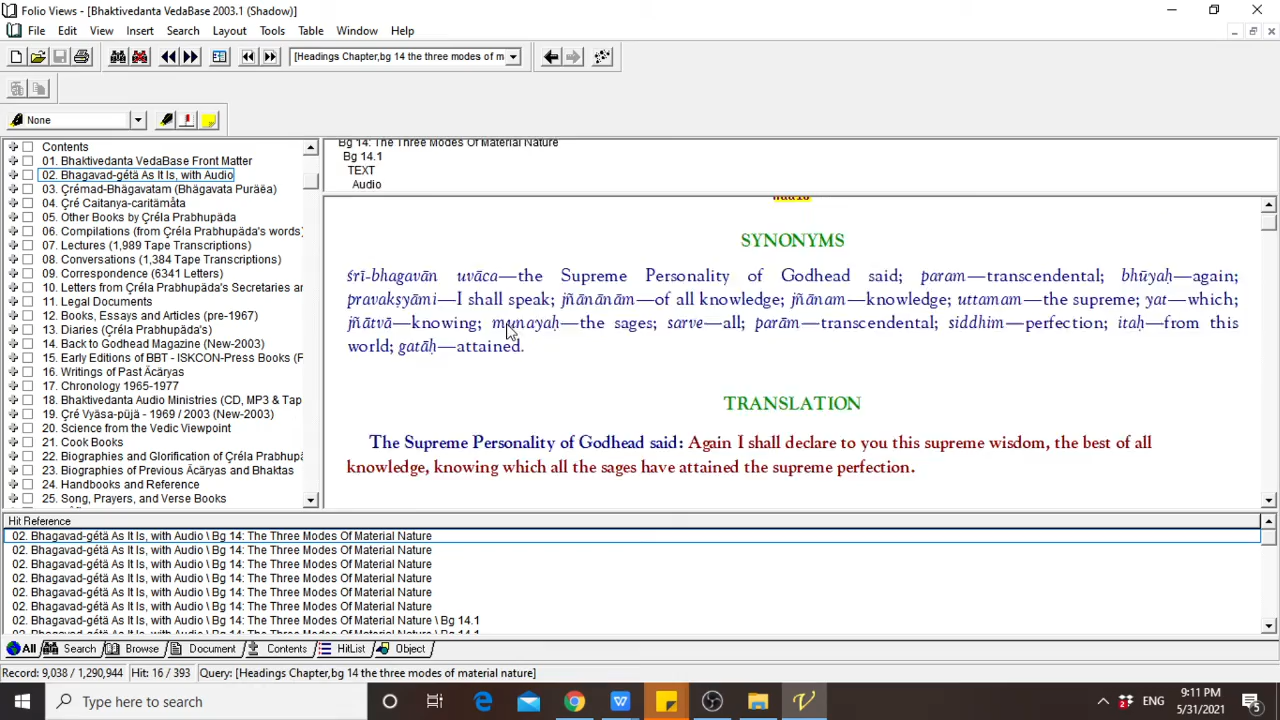 Folio Views - [Bhaktivedanta VedaBase 2003.1 (Shadow)]
File Edit View Insert Search Layout Tools Table Window Help
[Headings Chapter,bg 14 the three modes of m
None
Contents
01. Bhaktivedanta VedaBase Front Matter
02. Bhagavad-gétä As It Is, with Audio
03. Çrémad-Bhägavatam (Bhägavata Puräëa)
04. Çré Caitanya-caritämåta
05. Other Books by Çréla Prabhupäda
06. Compilations (from Çréla Prabhupäda's words)
07. Lectures (1,989 Tape Transcriptions)
08. Conversations (1,384 Tape Transcriptions)
09. Correspondence (6341 Letters)
10. Letters from Çréla Prabhupäda's Secretaries ar
11. Legal Documents
12. Books, Essays and Articles (pre-1967)
13. Diaries (Çréla Prabhupäda's)
14. Back to Godhead Magazine (New-2003)
15. Early Editions of BBT - ISKCON-Press Books (F
16. Writings of Past Äcäryas
17. Chronology 1965-1977
18. Bhaktivedanta Audio Ministries (CD, MP3 & Tap
19. Çré Vyäsa-püjä - 1969 / 2003 (New-2003)
20. Science from the Vedic Viewpoint
21. Cook Books
22. Biographies and Glorification of Çréla Prabhupä
23. Biographies of Previous Äcäryas and Bhaktas
24. Handbooks and Reference
25. Song, Prayers, and Verse Books
Bg 14: The Three Modes Of Material Nature
Bg 14.1
TEXT
Audio
SYNONYMS
śrī-bhagavān uvāca—the Supreme Personality of Godhead said; param—transcendental; bhūyaḥ—again;
pravakṣyāmi—I shall speak; jñānānām—of all knowledge; jñānam—knowledge; uttamam—the supreme; yat—which;
jñātvā—knowing; munayaḥ—the sages; sarve—all; parām—transcendental; siddhim—perfection; itaḥ—from this
world; gatāḥ—attained.
TRANSLATION
The Supreme Personality of Godhead said: Again I shall declare to you this supreme wisdom, the best of all
knowledge, knowing which all the sages have attained the supreme perfection.
Hit Reference
02. Bhagavad-gétä As It Is, with Audio \ Bg 14: The Three Modes Of Material Nature
02. Bhagavad-gétä As It Is, with Audio \ Bg 14: The Three Modes Of Material Nature
02. Bhagavad-gétä As It Is, with Audio \ Bg 14: The Three Modes Of Material Nature
02. Bhagavad-gétä As It Is, with Audio \ Bg 14: The Three Modes Of Material Nature
02. Bhagavad-gétä As It Is, with Audio \ Bg 14: The Three Modes Of Material Nature
02. Bhagavad-gétä As It Is, with Audio \ Bg 14: The Three Modes Of Material Nature
02. Bhagavad-gétä As It Is, with Audio \ Bg 14: The Three Modes Of Material Nature \ Bg 14.1
02. Bhagavad-gétä As It Is, with Audio \ Bg 14: The Three Modes Of Material Nature \ Bg 14.1
All Search Browse Document Contents HitList Object
Record: 9,038 / 1,290,944 Hit: 16 / 393 Query: [Headings Chapter,bg 14 the three modes of material nature]
Type here to search
ENG
9:11 PM
5/31/2021
5